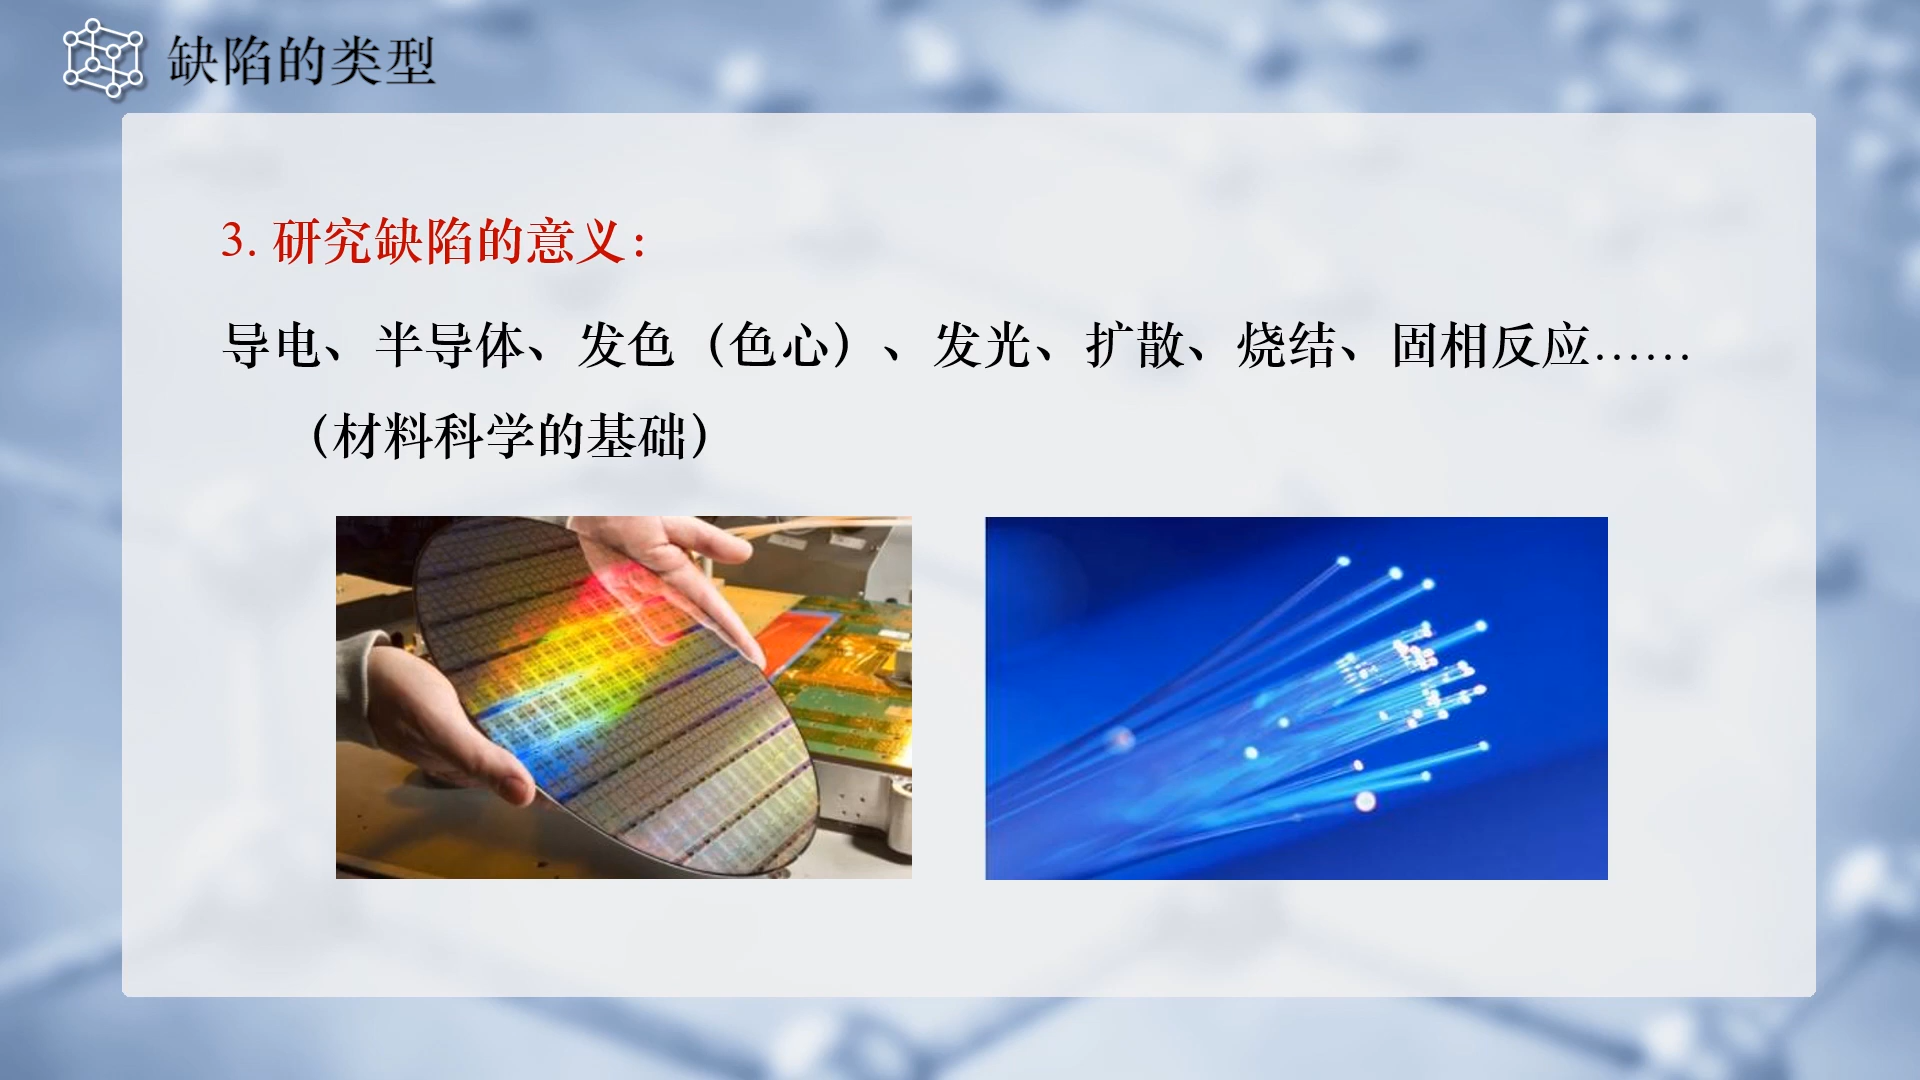 缺陷的类型
3. 研究缺陷的意义：
导电、半导体、发色（色心）、发光、扩散、烧结、固相反应……
（材料科学的基础）